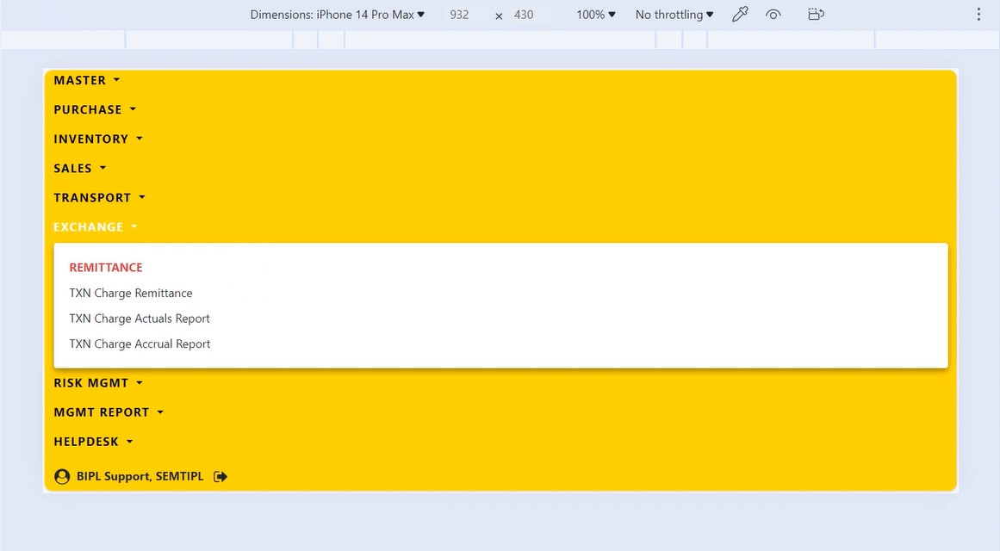 Dimensions: iPhone 14 Pro Max ▼ 932 × 430 100% ▼ No throttling ▼
MASTER
PURCHASE
INVENTORY
SALES
TRANSPORT
EXCHANGE
REMITTANCE
TXN Charge Remittance
TXN Charge Actuals Report
TXN Charge Accrual Report
RISK MGMT
MGMT REPORT
HELPDESK
BIPL Support, SEMTIPL